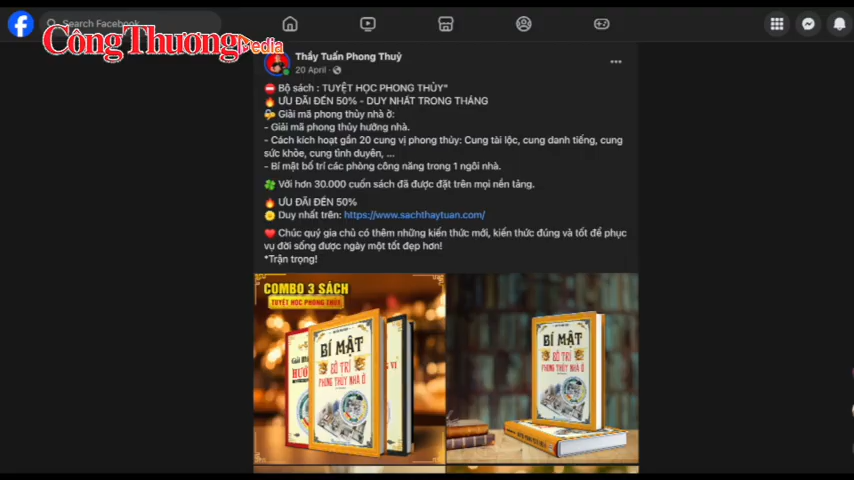 Search Facebook
CôngThương
Media
Thầy Tuấn Phong Thuỷ
20 April ·
Bộ sách : TUYỆT HỌC PHONG THỦY"
ƯU ĐÃI ĐẾN 50% - DUY NHẤT TRONG THÁNG
Giải mã phong thủy nhà ở:
- Giải mã phong thủy hướng nhà.
- Cách kích hoạt gần 20 cung vị phong thủy: Cung tài lộc, cung danh tiếng, cung
sức khỏe, cung tình duyên, ...
- Bí mật bố trí các phòng công năng trong 1 ngôi nhà.
Với hơn 30.000 cuốn sách đã được đặt trên mọi nền tảng.
ƯU ĐÃI ĐẾN 50%
Duy nhất trên: https://www.sachthaytuan.com/
Chúc quý gia chủ có thêm những kiến thức mới, kiến thức đúng và tốt để phục
vụ đời sống được ngày một tốt đẹp hơn!
*Trận trọng!
COMBO 3 SÁCH
TUYỆT HỌC PHONG THỦY
BÍ MẬT
BỐ TRÍ
PHONG THỦY NHÀ Ở
BÍ MẬT
BỐ TRÍ
PHONG THỦY NHÀ Ở